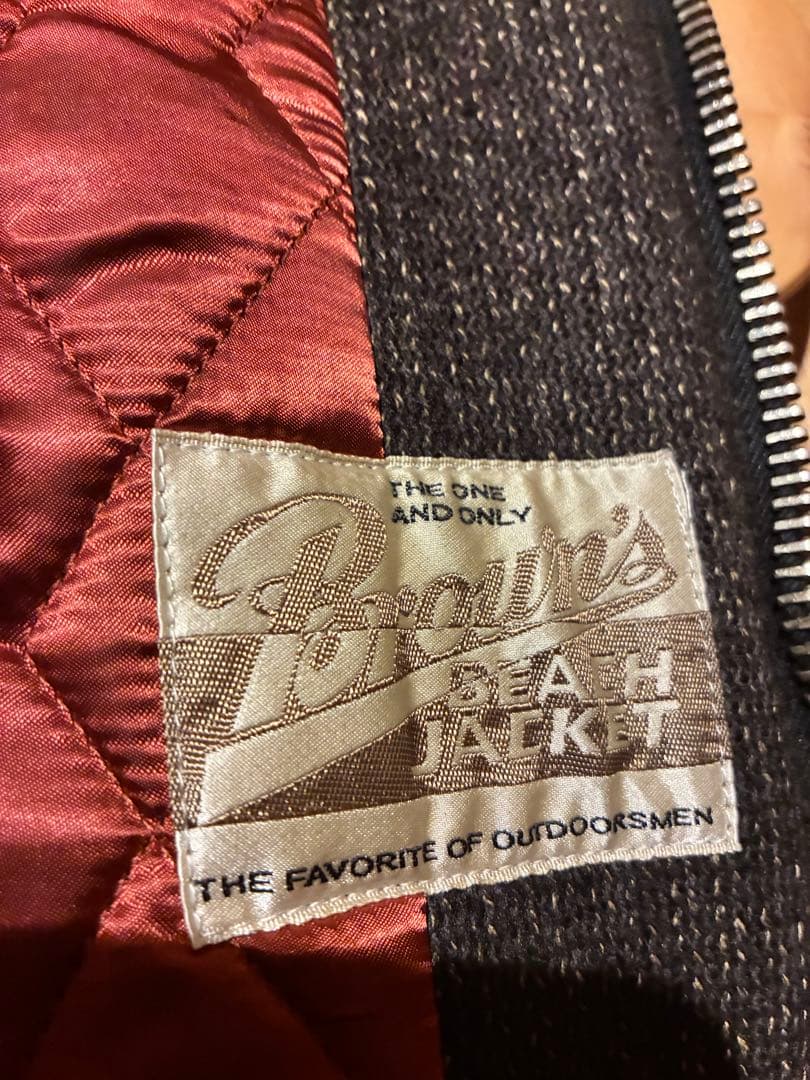 THE ONE
AND ONLY
Brown's
BEACH
JACKET
THE FAVORITE OF OUTDOORSMEN